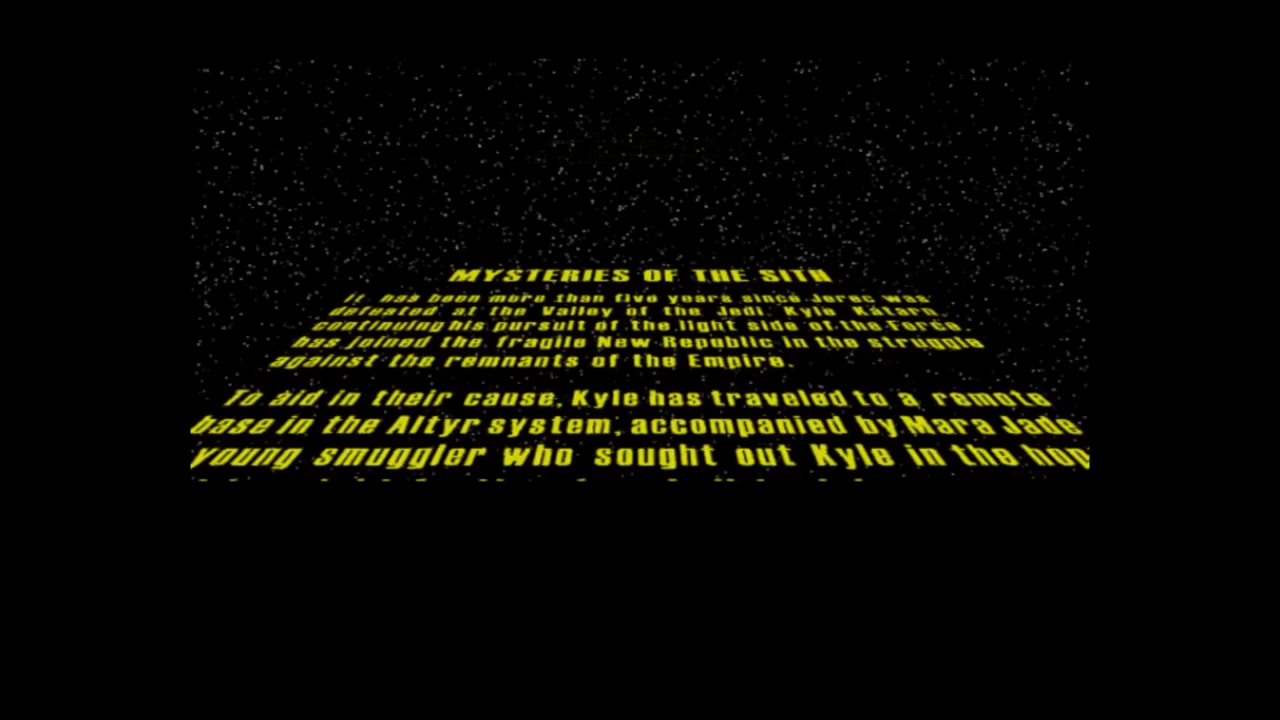 MYSTERIES OF THE SITH
It has been more than five years since Jerec was
defeated at the Valley of the Jedi. Kyle Katarn,
continuing his pursuit of the light side of the Force,
has joined the fragile New Republic in the struggle
against the remnants of the Empire.
To aid in their cause, Kyle has traveled to a remote
base in the Altyr system, accompanied by Mara Jade,
young smuggler who sought out Kyle in the hop